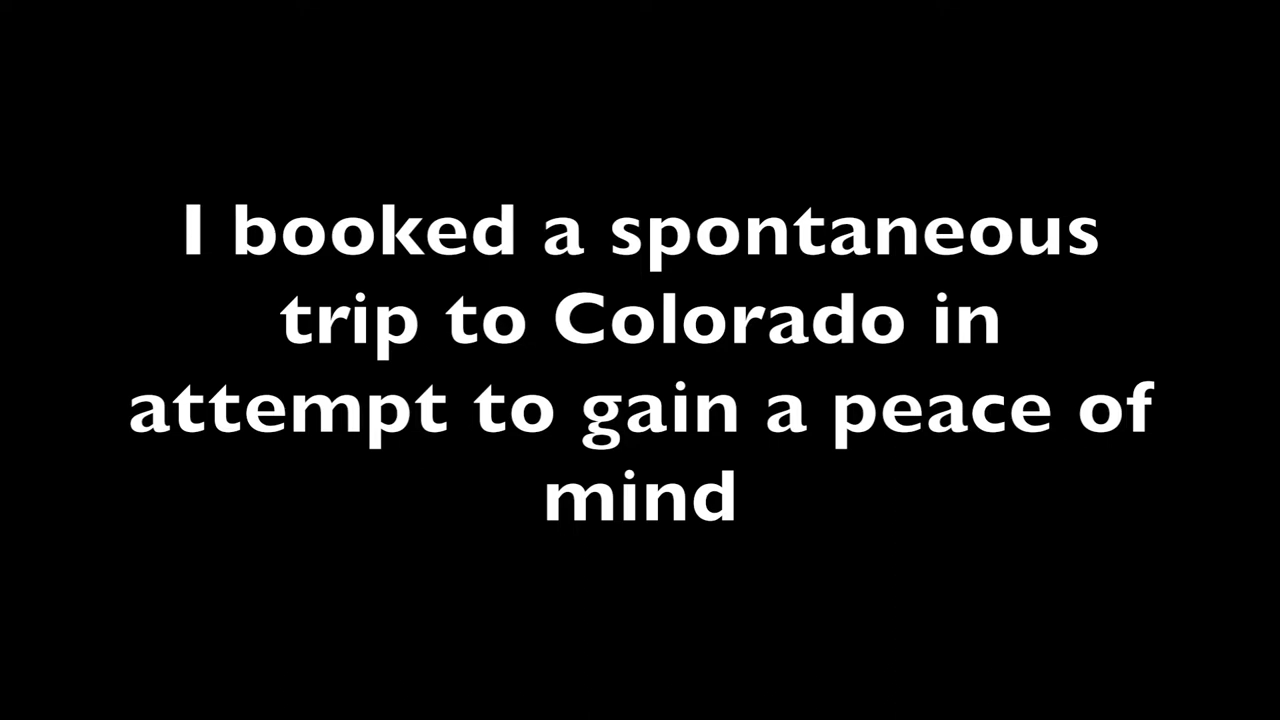 I booked a spontaneous
trip to Colorado in
attempt to gain a peace of
mind